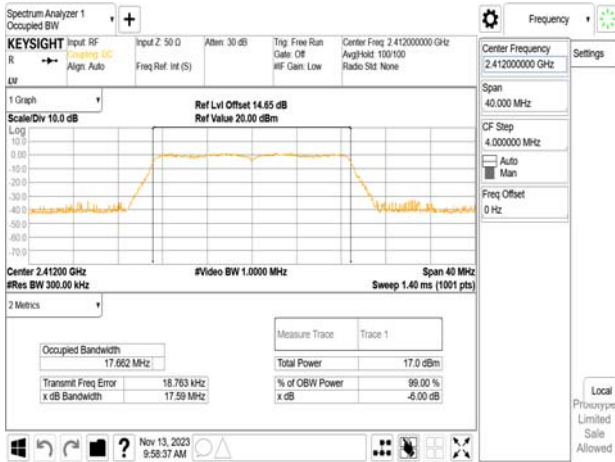 Spectrum Analyzer 1
Occupied BW
+
Frequency
KEYSIGHT
R
Input: RF
Coupling: DC
Align: Auto
Input Z: 50 Ω
Freq Ref: Int (S)
Atten: 30 dB
Trig: Free Run
Gate: Off
#IF Gain: Low
Center Freq: 2.412000000 GHz
Avg|Hold: 100/100
Radio Std: None
Center Frequency
2.412000000 GHz
Settings
Span
40.000 MHz
CF Step
4.000000 MHz
Auto
Man
Freq Offset
0 Hz
1 Graph
Scale/Div 10.0 dB
Ref Lvl Offset 14.65 dB
Ref Value 20.00 dBm
Log
10.0
0.00
-10.0
-20.0
-30.0
-40.0
-50.0
-60.0
-70.0
Center 2.41200 GHz
#Res BW 300.00 kHz
#Video BW 1.0000 MHz
Span 40 MHz
Sweep 1.40 ms (1001 pts)
2 Metrics
Measure Trace
Trace 1
Occupied Bandwidth
17.662 MHz
Total Power
17.0 dBm
Transmit Freq Error
18.763 kHz
% of OBW Power
99.00 %
x dB Bandwidth
17.59 MHz
x dB
-6.00 dB
Local
Prototype
Limited
Sale
Allowed
?
Nov 13, 2023
9:58:37 AM